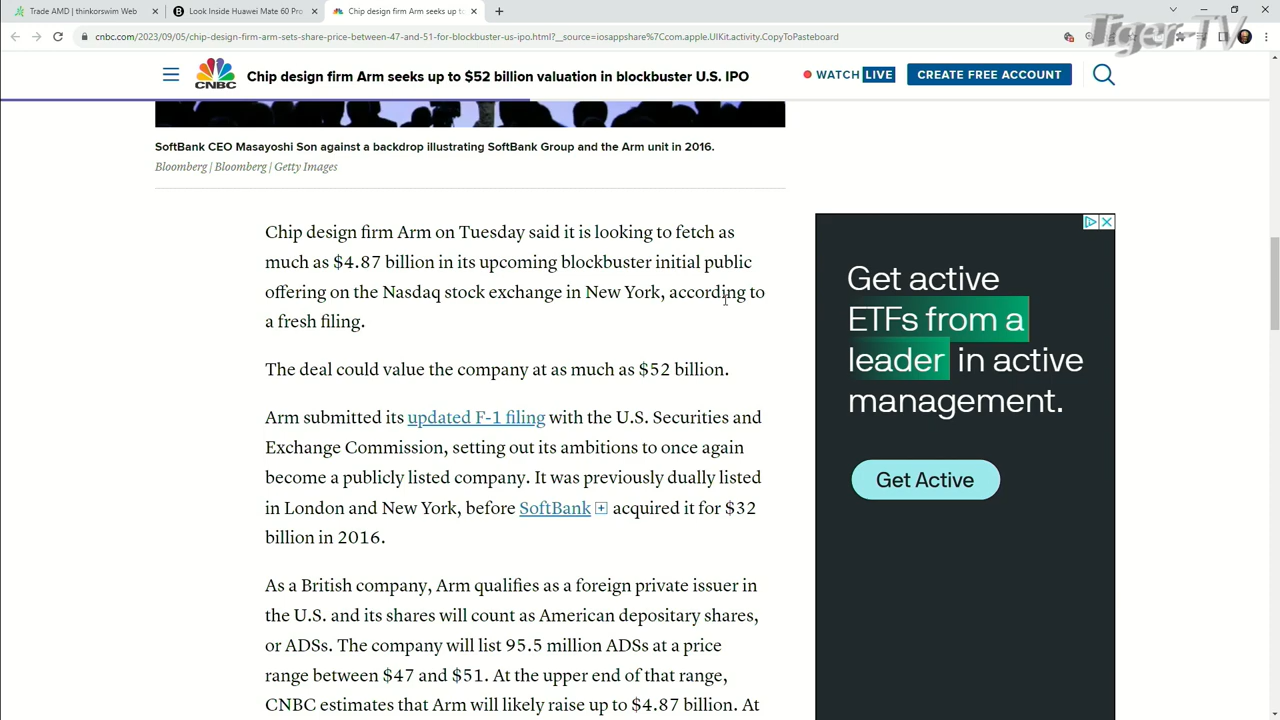 Trade AMD | thinkorswim Web
Look Inside Huawei Mate 60 Pro
Chip design firm Arm seeks up to
Tiger-TV
cnbc.com/2023/09/05/chip-design-firm-arm-sets-share-price-between-47-and-51-for-blockbuster-us-ipo.html?__source=iosappshare%7Ccom.apple.UIKit.activity.CopyToPasteboard
CNBC
Chip design firm Arm seeks up to $52 billion valuation in blockbuster U.S. IPO
WATCH LIVE
CREATE FREE ACCOUNT
SoftBank CEO Masayoshi Son against a backdrop illustrating SoftBank Group and the Arm unit in 2016.
Bloomberg | Bloomberg | Getty Images
Chip design firm Arm on Tuesday said it is looking to fetch as
much as $4.87 billion in its upcoming blockbuster initial public
offering on the Nasdaq stock exchange in New York, according to
a fresh filing.
The deal could value the company at as much as $52 billion.
Arm submitted its updated F-1 filing with the U.S. Securities and
Exchange Commission, setting out its ambitions to once again
become a publicly listed company. It was previously dually listed
in London and New York, before SoftBank acquired it for $32
billion in 2016.
As a British company, Arm qualifies as a foreign private issuer in
the U.S. and its shares will count as American depositary shares,
or ADSs. The company will list 95.5 million ADSs at a price
range between $47 and $51. At the upper end of that range,
CNBC estimates that Arm will likely raise up to $4.87 billion. At
Get active
ETFs from a
leader in active
management.
Get Active